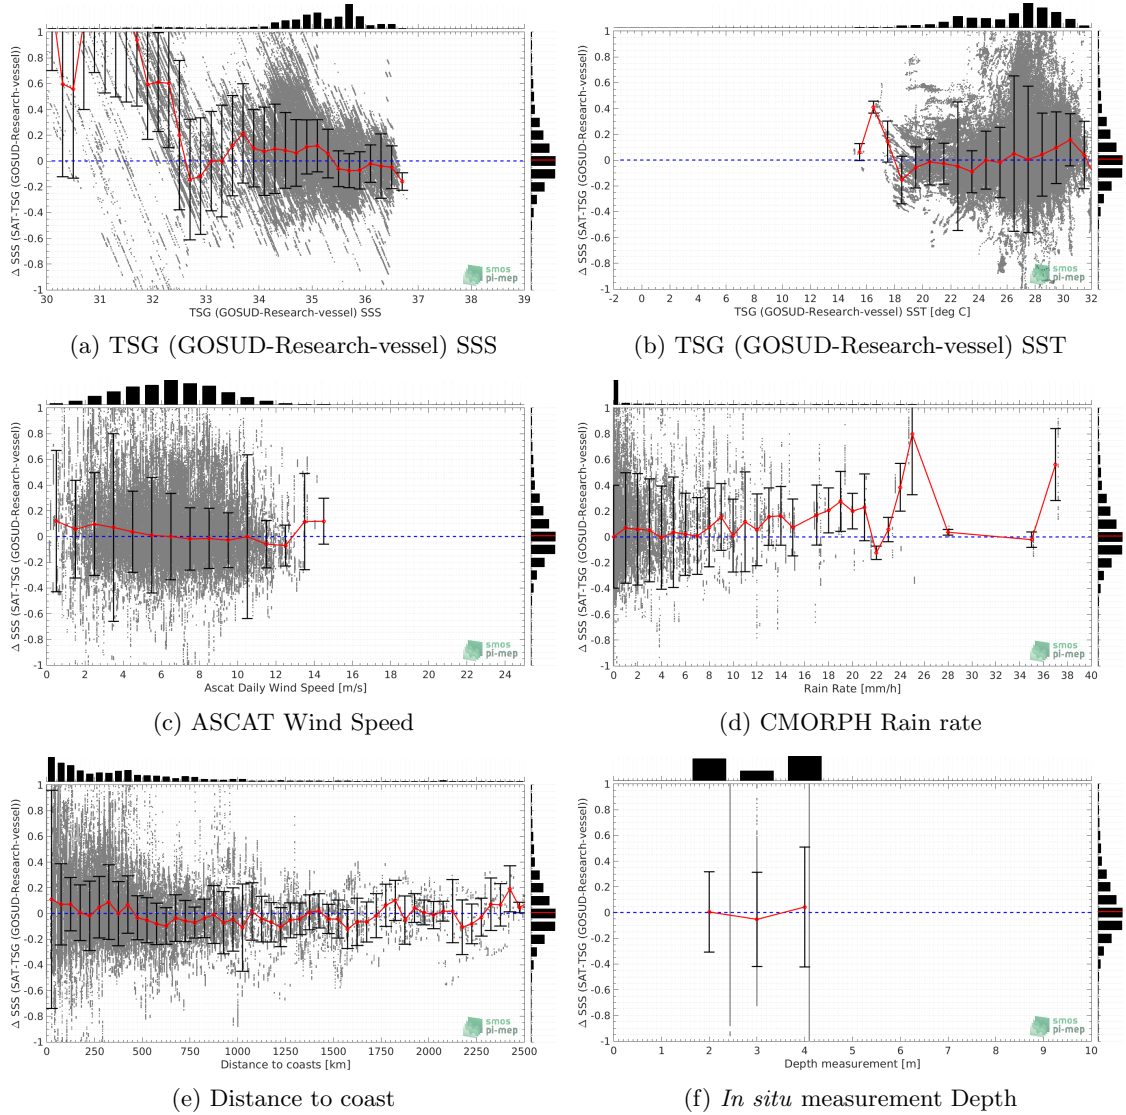 Δ SSS (SAT-TSG (GOSUD-Research-vessel))
1
0.8
0.6
0.4
0.2
0
-0.2
-0.4
-0.6
-0.8
-1
30 31 32 33 34 35 36 37 38 39
TSG (GOSUD-Research-vessel) SSS
smos
pi-mep
(a) TSG (GOSUD-Research-vessel) SSS
Δ SSS (SAT-TSG (GOSUD-Research-vessel))
1
0.8
0.6
0.4
0.2
0
-0.2
-0.4
-0.6
-0.8
-1
-2 0 2 4 6 8 10 12 14 16 18 20 22 24 26 28 30 32
TSG (GOSUD-Research-vessel) SST [deg C]
smos
pi-mep
(b) TSG (GOSUD-Research-vessel) SST
Δ SSS (SAT-TSG (GOSUD-Research-vessel))
1
0.8
0.6
0.4
0.2
0
-0.2
-0.4
-0.6
-0.8
-1
0 2 4 6 8 10 12 14 16 18 20 22 24
Ascat Daily Wind Speed [m/s]
smos
pi-mep
(c) ASCAT Wind Speed
Δ SSS (SAT-TSG (GOSUD-Research-vessel))
1
0.8
0.6
0.4
0.2
0
-0.2
-0.4
-0.6
-0.8
-1
0 2 4 6 8 10 12 14 16 18 20 22 24 26 28 30 32 34 36 38 40
Rain Rate [mm/h]
smos
pi-mep
(d) CMORPH Rain rate
Δ SSS (SAT-TSG (GOSUD-Research-vessel))
1
0.8
0.6
0.4
0.2
0
-0.2
-0.4
-0.6
-0.8
-1
0 250 500 750 1000 1250 1500 1750 2000 2250 2500
Distance to coasts [km]
smos
pi-mep
(e) Distance to coast
Δ SSS (SAT-TSG (GOSUD-Research-vessel))
1
0.8
0.6
0.4
0.2
0
-0.2
-0.4
-0.6
-0.8
-1
0 1 2 3 4 5 6 7 8 9 10
Depth measurement [m]
smos
pi-mep
(f) In situ measurement Depth